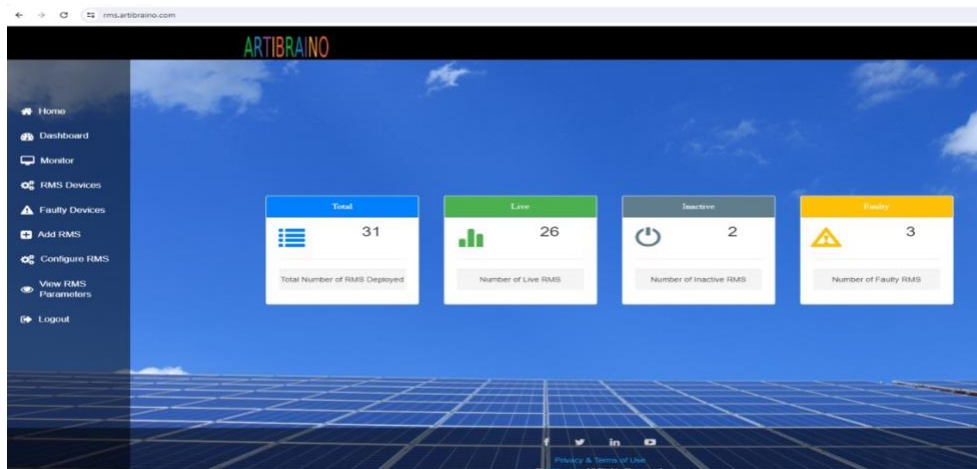 rms.artibraino.com
ARTIBRAINO
Home
Dashboard
Monitor
RMS Devices
Faulty Devices
Add RMS
Configure RMS
View RMS
Parameters
Logout
Total
31
Total Number of RMS Deployed
Live
26
Number of Live RMS
Inactive
2
Number of Inactive RMS
Faulty
3
Number of Faulty RMS
Privacy & Terms of Use